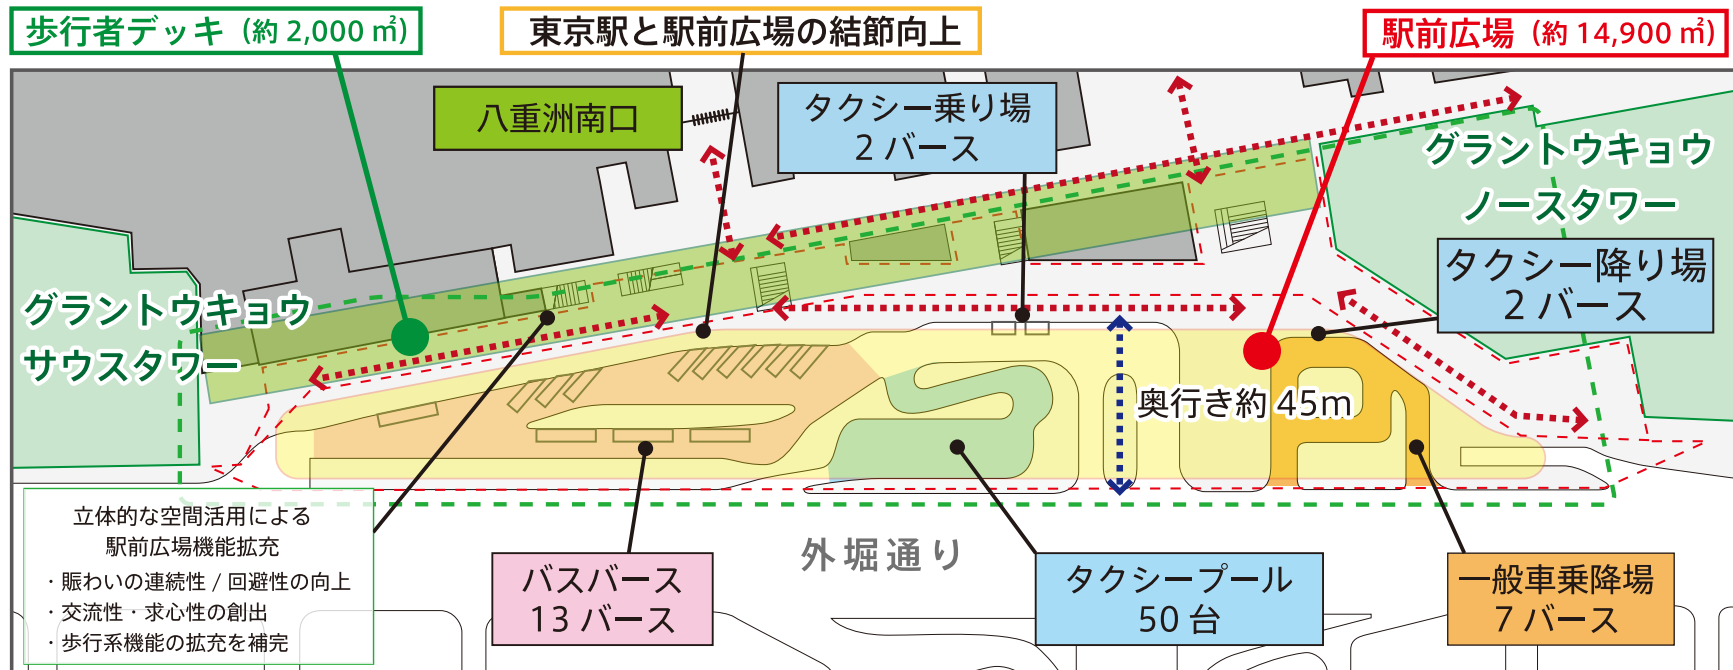 歩行者デッキ（約 2,000 ㎡）
東京駅と駅前広場の結節向上
駅前広場（約 14,900 ㎡）
八重洲南口
タクシー乗り場
2 バース
グラントウキョウ
ノースタワー
タクシー降り場
2 バース
グラントウキョウ
サウスタワー
奥行き約 45m
立体的な空間活用による
駅前広場機能拡充
・賑わいの連続性 / 回避性の向上
・交流性・求心性の創出
・歩行系機能の拡充を補完
外堀通り
バスバース
13 バース
タクシープール
50 台
一般車乗降場
7 バース